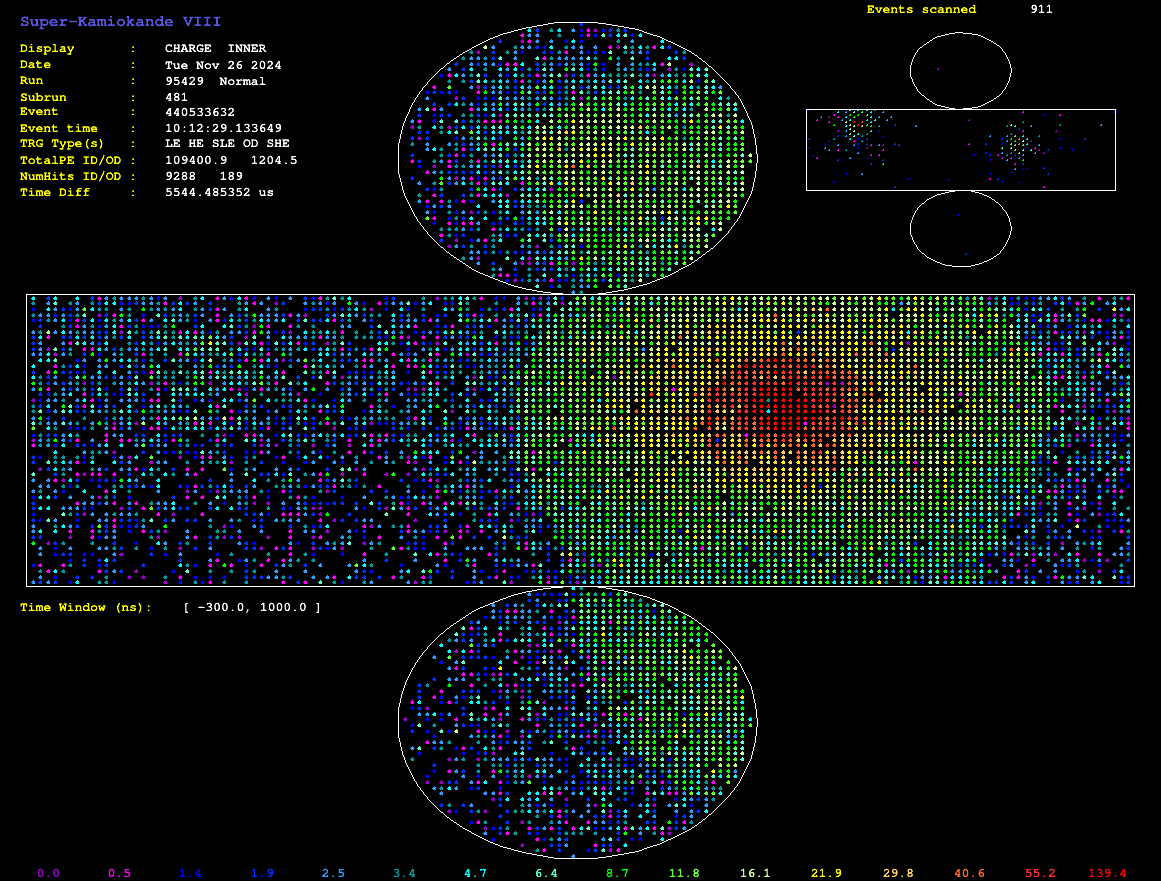 Super-Kamiokande VIII
Events scanned 911
Display : CHARGE INNER
Date : Tue Nov 26 2024
Run : 95429 Normal
Subrun : 481
Event : 440533632
Event time : 10:12:29.133649
TRG Type(s) : LE HE SLE OD SHE
TotalPE ID/OD : 109400.9 1204.5
NumHits ID/OD : 9288 189
Time Diff : 5544.485352 us
Time Window (ns): [ -300.0, 1000.0 ]
0.0 0.5 1.4 1.9 2.5 3.4 4.7 6.4 8.7 11.8 16.1 21.9 29.8 40.6 55.2 139.4